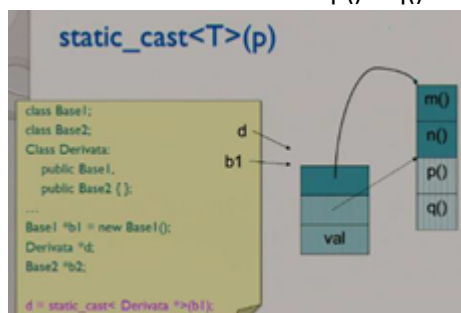 static_cast<T>(p)
class Base1;
class Base2;
Class Derivata:
public Base1,
public Base2 { };
...
Base1 *b1 = new Base1();
Derivata *d;
Base2 *b2;
d = static_cast< Derivata *>(b1);
d
b1
val
m()
n()
p()
q()